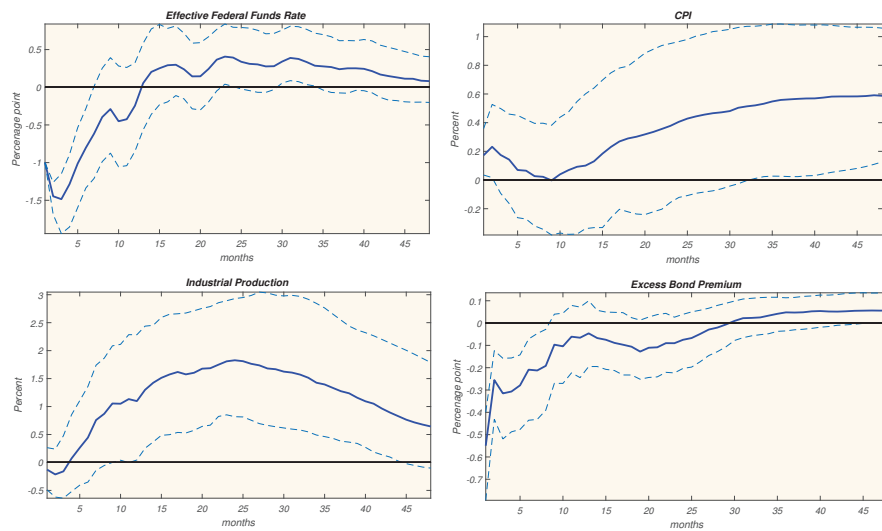 Effective Federal Funds Rate
Percenage point
0.5
0
-0.5
-1
-1.5
5 10 15 20 25 30 35 40 45
months
CPI
Percent
1
0.8
0.6
0.4
0.2
0
-0.2
5 10 15 20 25 30 35 40 45
months
Industrial Production
Percent
3
2.5
2
1.5
1
0.5
0
-0.5
5 10 15 20 25 30 35 40 45
months
Excess Bond Premium
Percenage point
0.1
0
-0.1
-0.2
-0.3
-0.4
-0.5
-0.6
-0.7
5 10 15 20 25 30 35 40 45
months